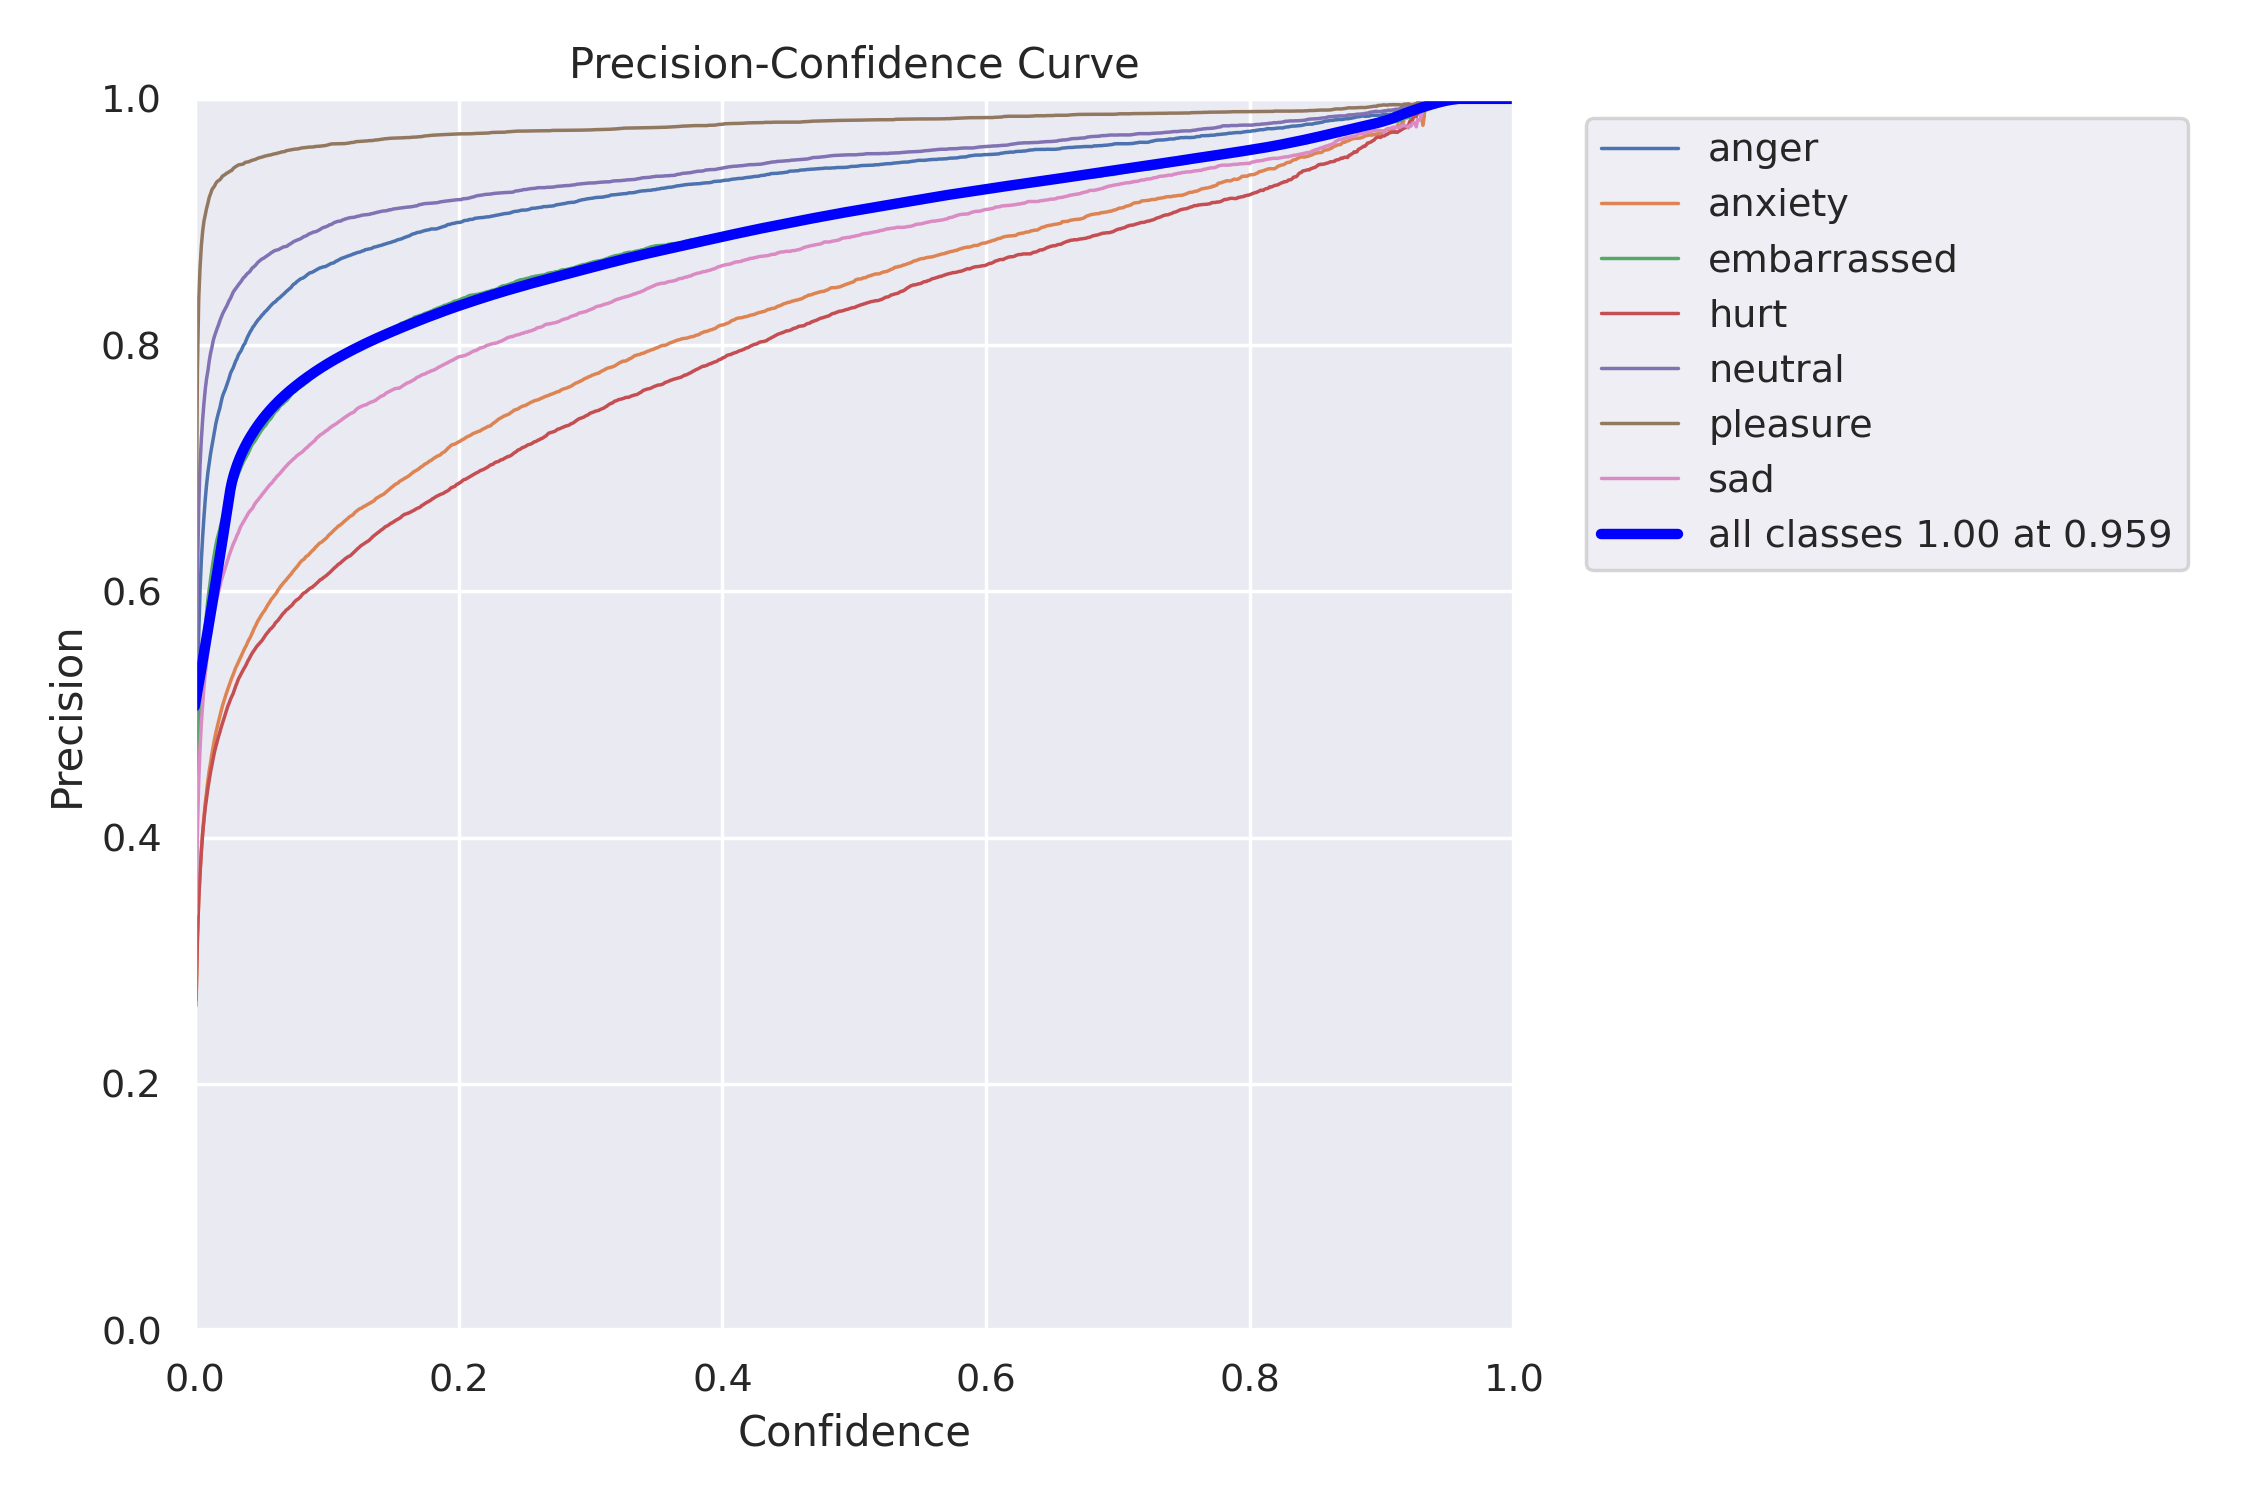 Precision-Confidence Curve
1.0
0.8
0.6
0.4
0.2
0.0
Precision
0.0 0.2 0.4 0.6 0.8 1.0
Confidence
anger
anxiety
embarrassed
hurt
neutral
pleasure
sad
all classes 1.00 at 0.959